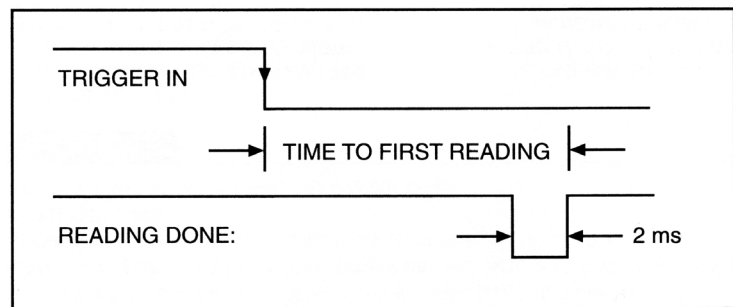 TRIGGER IN
TIME TO FIRST READING
READING DONE:
2 ms